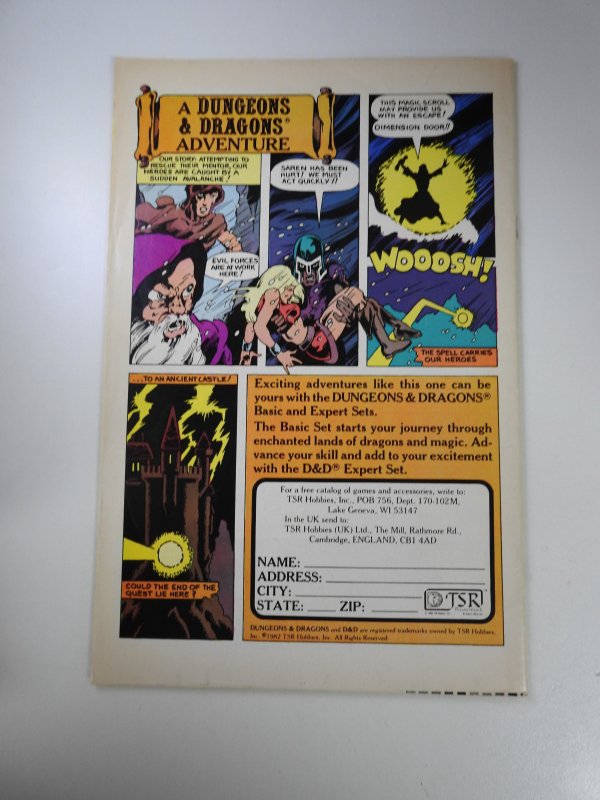 A DUNGEONS
& DRAGONS®
ADVENTURE
OUR STORY: ATTEMPTING TO
RESCUE THEIR MENTOR, OUR
HEROES ARE CAUGHT BY A
SUDDEN AVALANCHE!
EVIL FORCES
ARE AT WORK
HERE!
SAREN HAS BEEN
HURT! WE MUST
ACT QUICKLY!!
THIS MAGIC SCROLL
MAY PROVIDE US
WITH AN ESCAPE!
DIMENSION DOOR!!
WOOOSH!
THE SPELL CARRIES
OUR HEROES
...TO AN ANCIENT CASTLE!
COULD THE END OF THE
QUEST LIE HERE?
Exciting adventures like this one can be
yours with the DUNGEONS & DRAGONS®
Basic and Expert Sets.
The Basic Set starts your journey through
enchanted lands of dragons and magic. Ad-
vance your skill and add to your excitement
with the D&D® Expert Set.
For a free catalog of games and accessories, write to:
TSR Hobbies, Inc., POB 756, Dept. 170-102M,
Lake Geneva, WI 53147
In the UK send to:
TSR Hobbies (UK) Ltd., The Mill, Rathmore Rd.,
Cambridge, ENGLAND, CB1 4AD
NAME:
ADDRESS:
CITY:
STATE: ZIP:
TSR
DUNGEONS & DRAGONS and D&D are registered trademarks owned by TSR Hobbies,
Inc. ©1982 TSR Hobbies, Inc. All Rights Reserved.